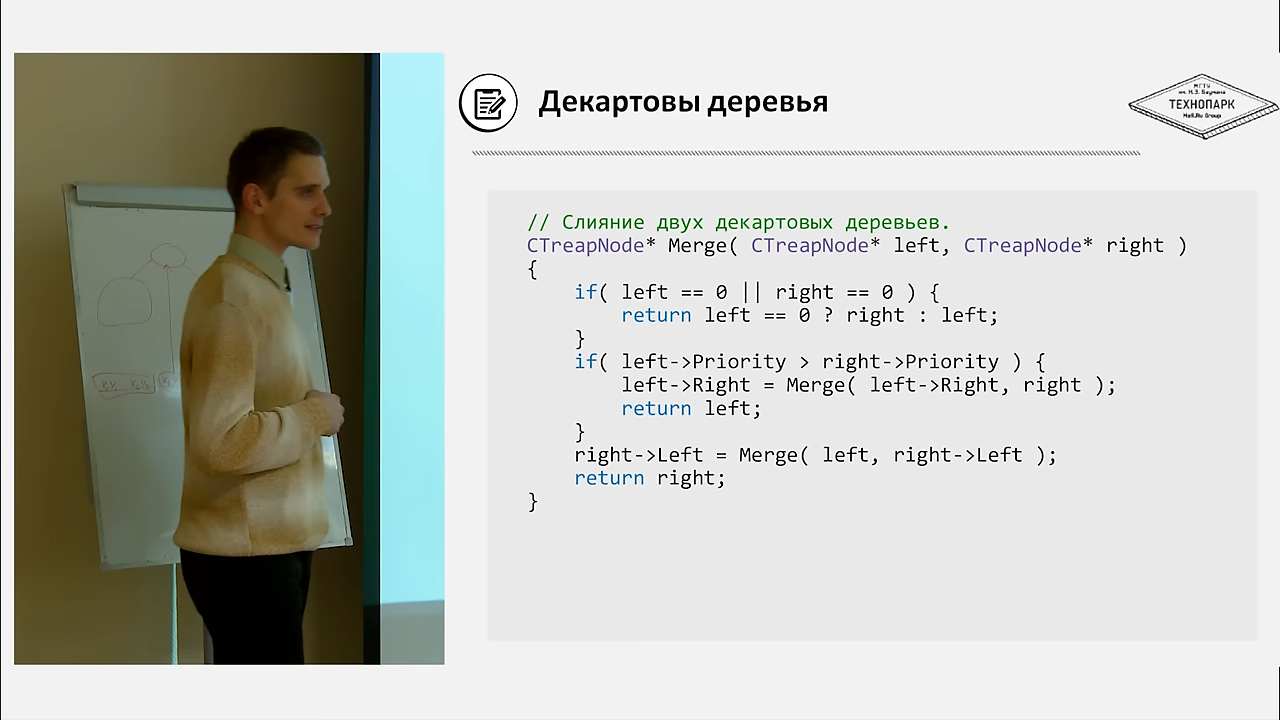 Декартовы деревья
МГТУ
им. Н.Э. Баумана
ТЕХНОПАРК
Mail.Ru Group
// Слияние двух декартовых деревьев.
CTreapNode* Merge( CTreapNode* left, CTreapNode* right )
{
if( left == 0 || right == 0 ) {
return left == 0 ? right : left;
}
if( left->Priority > right->Priority ) {
left->Right = Merge( left->Right, right );
return left;
}
right->Left = Merge( left, right->Left );
return right;
}